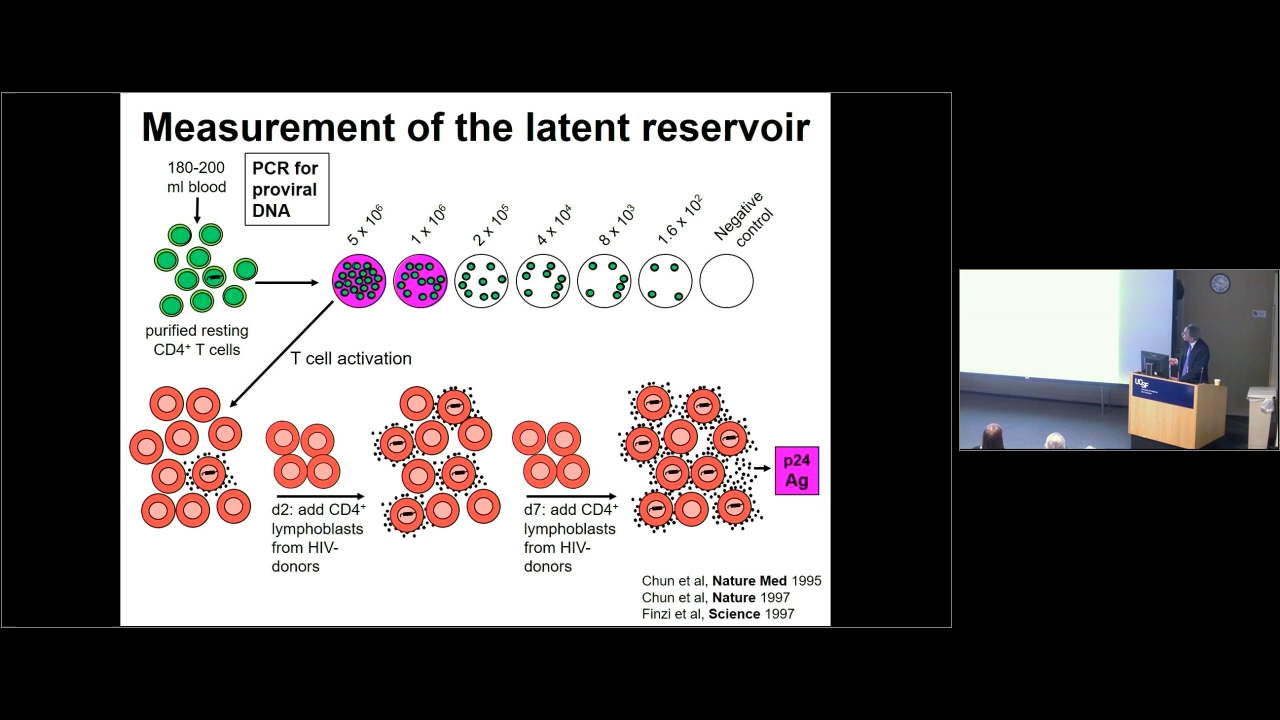 Measurement of the latent reservoir
180-200
ml blood
PCR for
proviral
DNA
5 x 10⁶
1 x 10⁶
2 x 10⁵
4 x 10⁴
8 x 10³
1.6 x 10²
Negative
control
purified resting
CD4⁺ T cells
T cell activation
d2: add CD4⁺
lymphoblasts
from HIV-
donors
d7: add CD4⁺
lymphoblasts
from HIV-
donors
p24
Ag
Chun et al, Nature Med 1995
Chun et al, Nature 1997
Finzi et al, Science 1997
UCSF